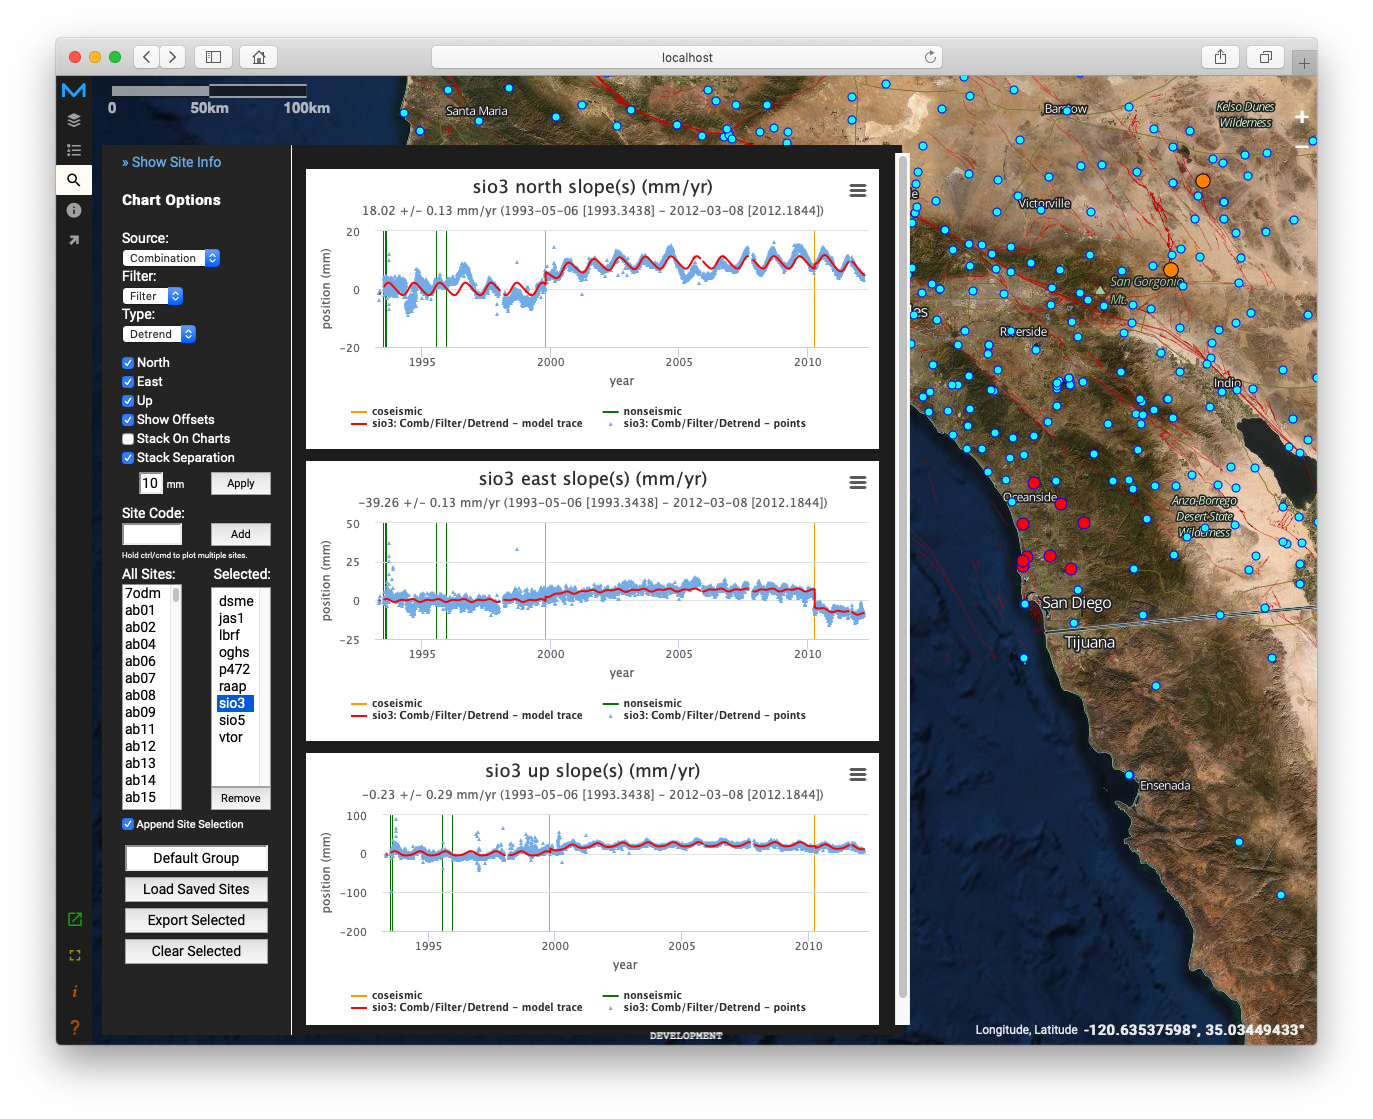 localhost
0 50km 100km
» Show Site Info
Chart Options
Source:
Combination
Filter:
Filter
Type:
Detrend
North
East
Up
Show Offsets
Stack On Charts
Stack Separation
10 mm Apply
Site Code:
Add
Hold ctrl/cmd to plot multiple sites.
All Sites: Selected:
7odm
ab01
ab02
ab04
ab06
ab07
ab08
ab09
ab11
ab12
ab13
ab14
ab15
dsme
jas1
lbrf
oghs
p472
raap
sio3
sio5
vtor
Remove
Append Site Selection
Default Group
Load Saved Sites
Export Selected
Clear Selected
i
?
sio3 north slope(s) (mm/yr)
18.02 +/- 0.13 mm/yr (1993-05-06 [1993.3438] - 2012-03-08 [2012.1844])
position (mm)
20
0
-20
1995 2000 2005 2010
year
coseismic nonseismic
sio3: Comb/Filter/Detrend - model trace sio3: Comb/Filter/Detrend - points
sio3 east slope(s) (mm/yr)
-39.26 +/- 0.13 mm/yr (1993-05-06 [1993.3438] - 2012-03-08 [2012.1844])
position (mm)
50
25
0
-25
1995 2000 2005 2010
year
coseismic nonseismic
sio3: Comb/Filter/Detrend - model trace sio3: Comb/Filter/Detrend - points
sio3 up slope(s) (mm/yr)
-0.23 +/- 0.29 mm/yr (1993-05-06 [1993.3438] - 2012-03-08 [2012.1844])
position (mm)
100
0
-100
-200
1995 2000 2005 2010
year
coseismic nonseismic
sio3: Comb/Filter/Detrend - model trace sio3: Comb/Filter/Detrend - points
DEVELOPMENT
Santa Maria
Barstow
Kelso Dunes
Wilderness
+
−
Victorville
San Gorgonio
Mt.
les
Riverside
Indio
Oceanside
Anza-Borrego
Desert State
Wilderness
San Diego
Tijuana
Ensenada
Longitude, Latitude -120.63537598°, 35.03449433°